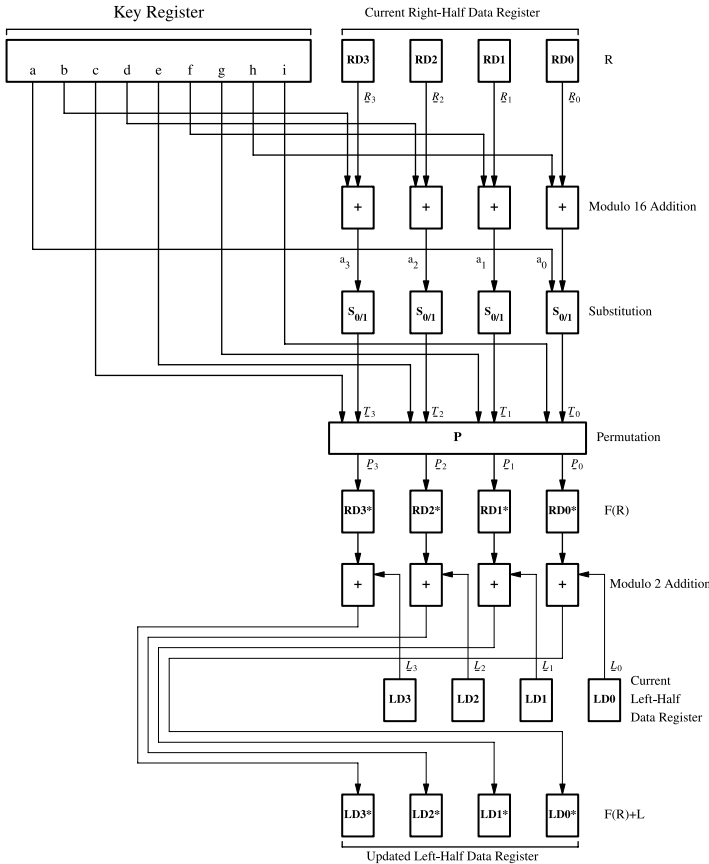 Key Register
Current Right-Half Data Register
a b c d e f g h i
RD3 RD2 RD1 RD0 R
R3 R2 R1 R0
+ + + + Modulo 16 Addition
a3 a2 a1 a0
S0/1 S0/1 S0/1 S0/1 Substitution
T3 T2 T1 T0
P Permutation
P3 P2 P1 P0
RD3* RD2* RD1* RD0* F(R)
+ + + + Modulo 2 Addition
L3 L2 L1 L0
LD3 LD2 LD1 LD0
Current
Left-Half
Data Register
LD3* LD2* LD1* LD0* F(R)+L
Updated Left-Half Data Register